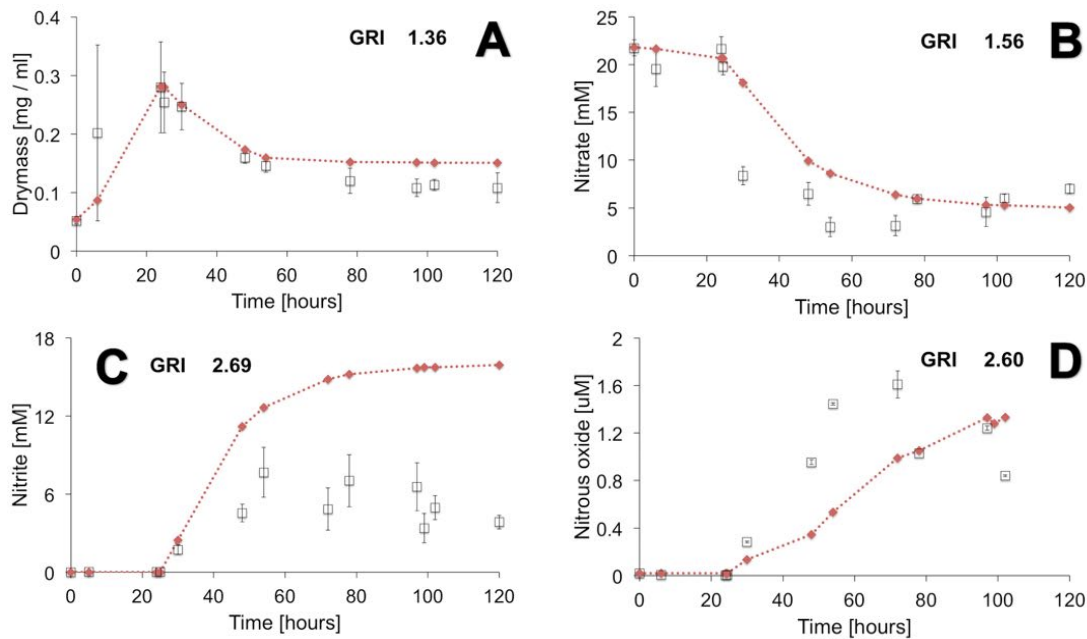 GRI 1.36 A
Drymass [mg / ml]
0.4
0.3
0.2
0.1
0
0 20 40 60 80 100 120
Time [hours]
GRI 1.56 B
Nitrate [mM]
25
20
15
10
5
0
0 20 40 60 80 100 120
Time [hours]
C GRI 2.69
Nitrite [mM]
18
12
6
0
0 20 40 60 80 100 120
Time [hours]
GRI 2.60 D
Nitrous oxide [uM]
2
1.6
1.2
0.8
0.4
0
0 20 40 60 80 100 120
Time [hours]